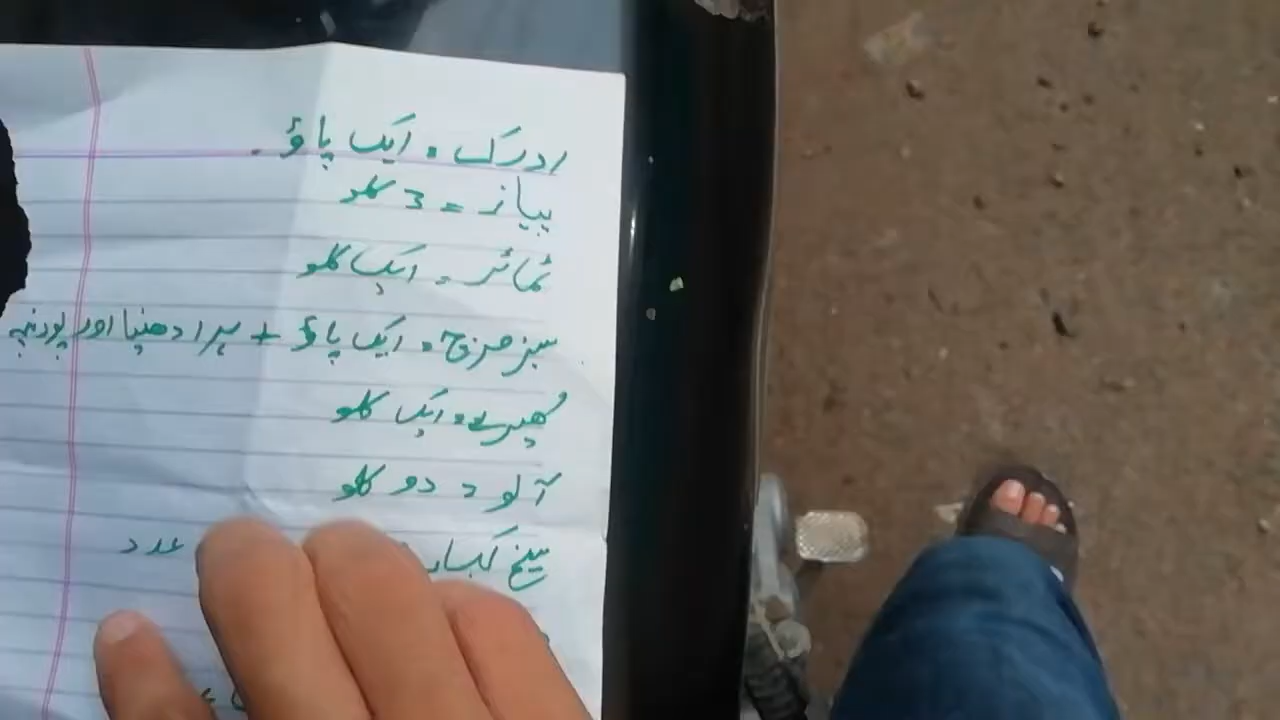 ادرک = ایک پاؤ
پیاز = 3 کلو
ٹماٹر = ایک کلو
سبز مرچ = ایک پاؤ + ہرا دھنیا اور پودینہ
کھیرے = ایک کلو
آلو = دو کلو
سیخ کباب عدد